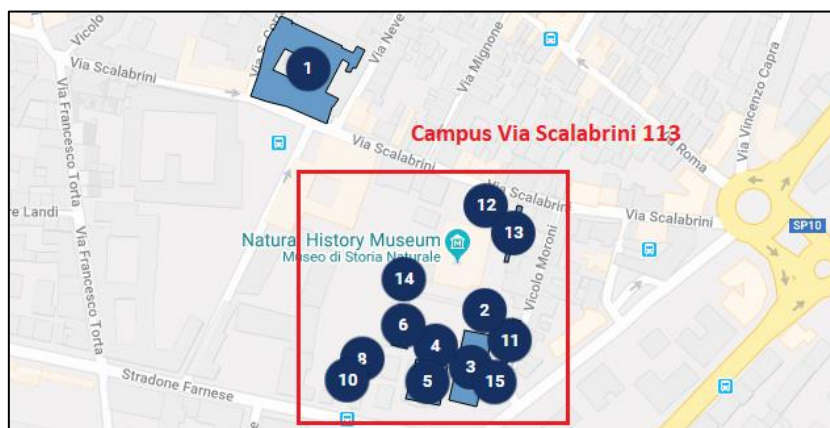 Vicolo
Via S. Corr
Via Neve
Via Mignone
Via Vincenzo Capra
1
Via Scalabrini
Via Francesco Torta
Campus Via Scalabrini 113
Via Roma
Via Scalabrini
12
Via Scalabrini
re Landi
SP10
13
Natural History Museum
Museo di Storia Naturale
Vicolo Moroni
14
Via Francesco Torta
2
6
11
4
8
3
10
5
15
Stradone Farnese